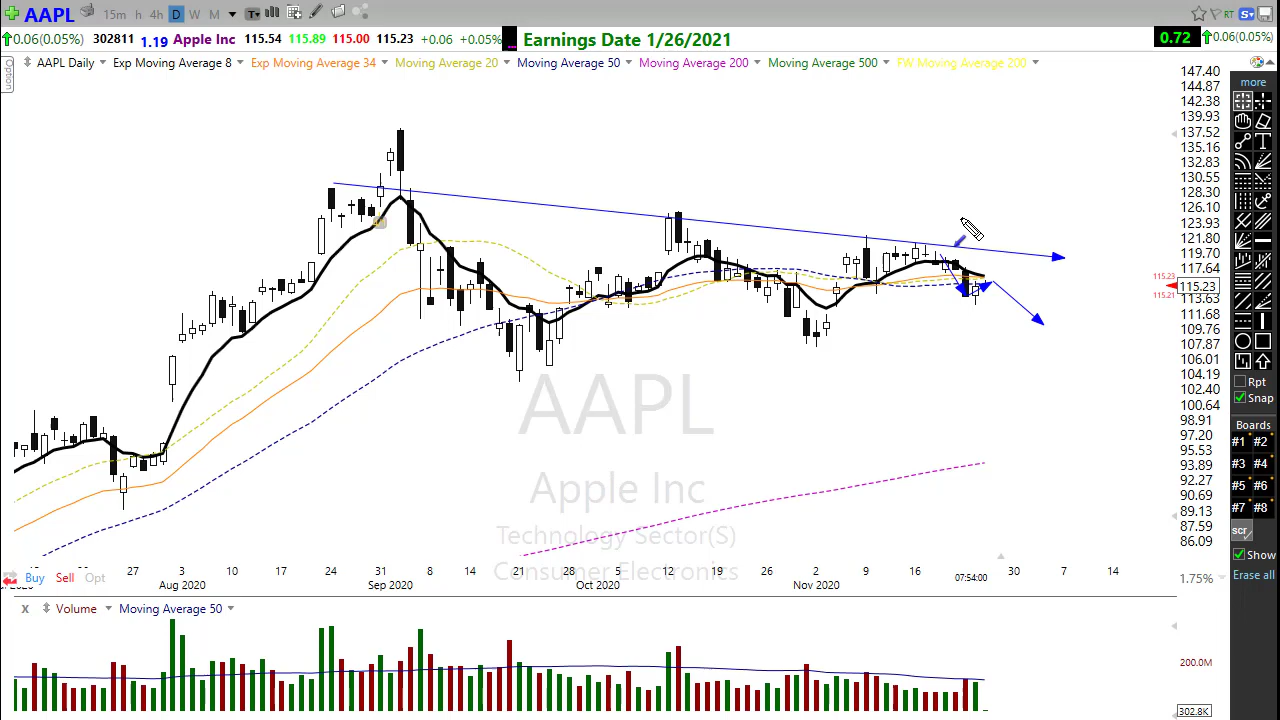 AAPL 15m h 4h D W M T RT S
0.06(0.05%) 302811 1.19 Apple Inc 115.54 115.89 115.00 115.23 +0.06 +0.05% Earnings Date 1/26/2021 0.72 0.06(0.05%)
Option
AAPL Daily Exp Moving Average 8 Exp Moving Average 34 Moving Average 20 Moving Average 50 Moving Average 200 Moving Average 500 FW Moving Average 200
147.40
144.87
142.38
139.93
137.52
135.16
132.83
130.55
128.30
126.10
123.93
121.80
119.70
117.64
115.23
115.23
115.21
113.63
111.68
109.76
107.87
106.01
104.19
102.40
100.64
98.91
97.20
95.53
93.89
92.27
90.69
89.13
87.59
86.09
AAPL
Apple Inc
Technology Sector(S)
Consumer Electronics
27 3 10 17 24 31 8 14 21 28 5 12 19 26 2 9 16 07:54:00 30 7 14
Aug 2020 Sep 2020 Oct 2020 Nov 2020
Buy Sell Opt
1.75%
X Volume Moving Average 50
200.0M
302.8K
more
T
Rpt
Snap
Boards
#1 #2
#3 #4
#5 #6
#7 #8
scr
Show
Erase all